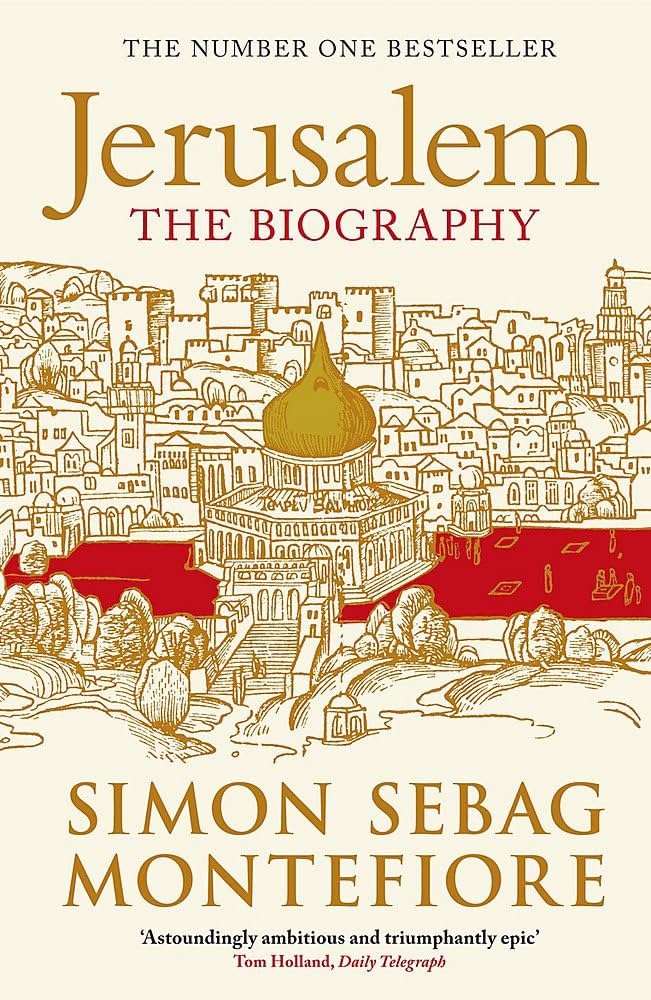 THE NUMBER ONE BESTSELLER
Jerusalem
THE BIOGRAPHY
SIMON SEBAG
MONTEFIORE
‘Astoundingly ambitious and triumphantly epic’
Tom Holland, Daily Telegraph